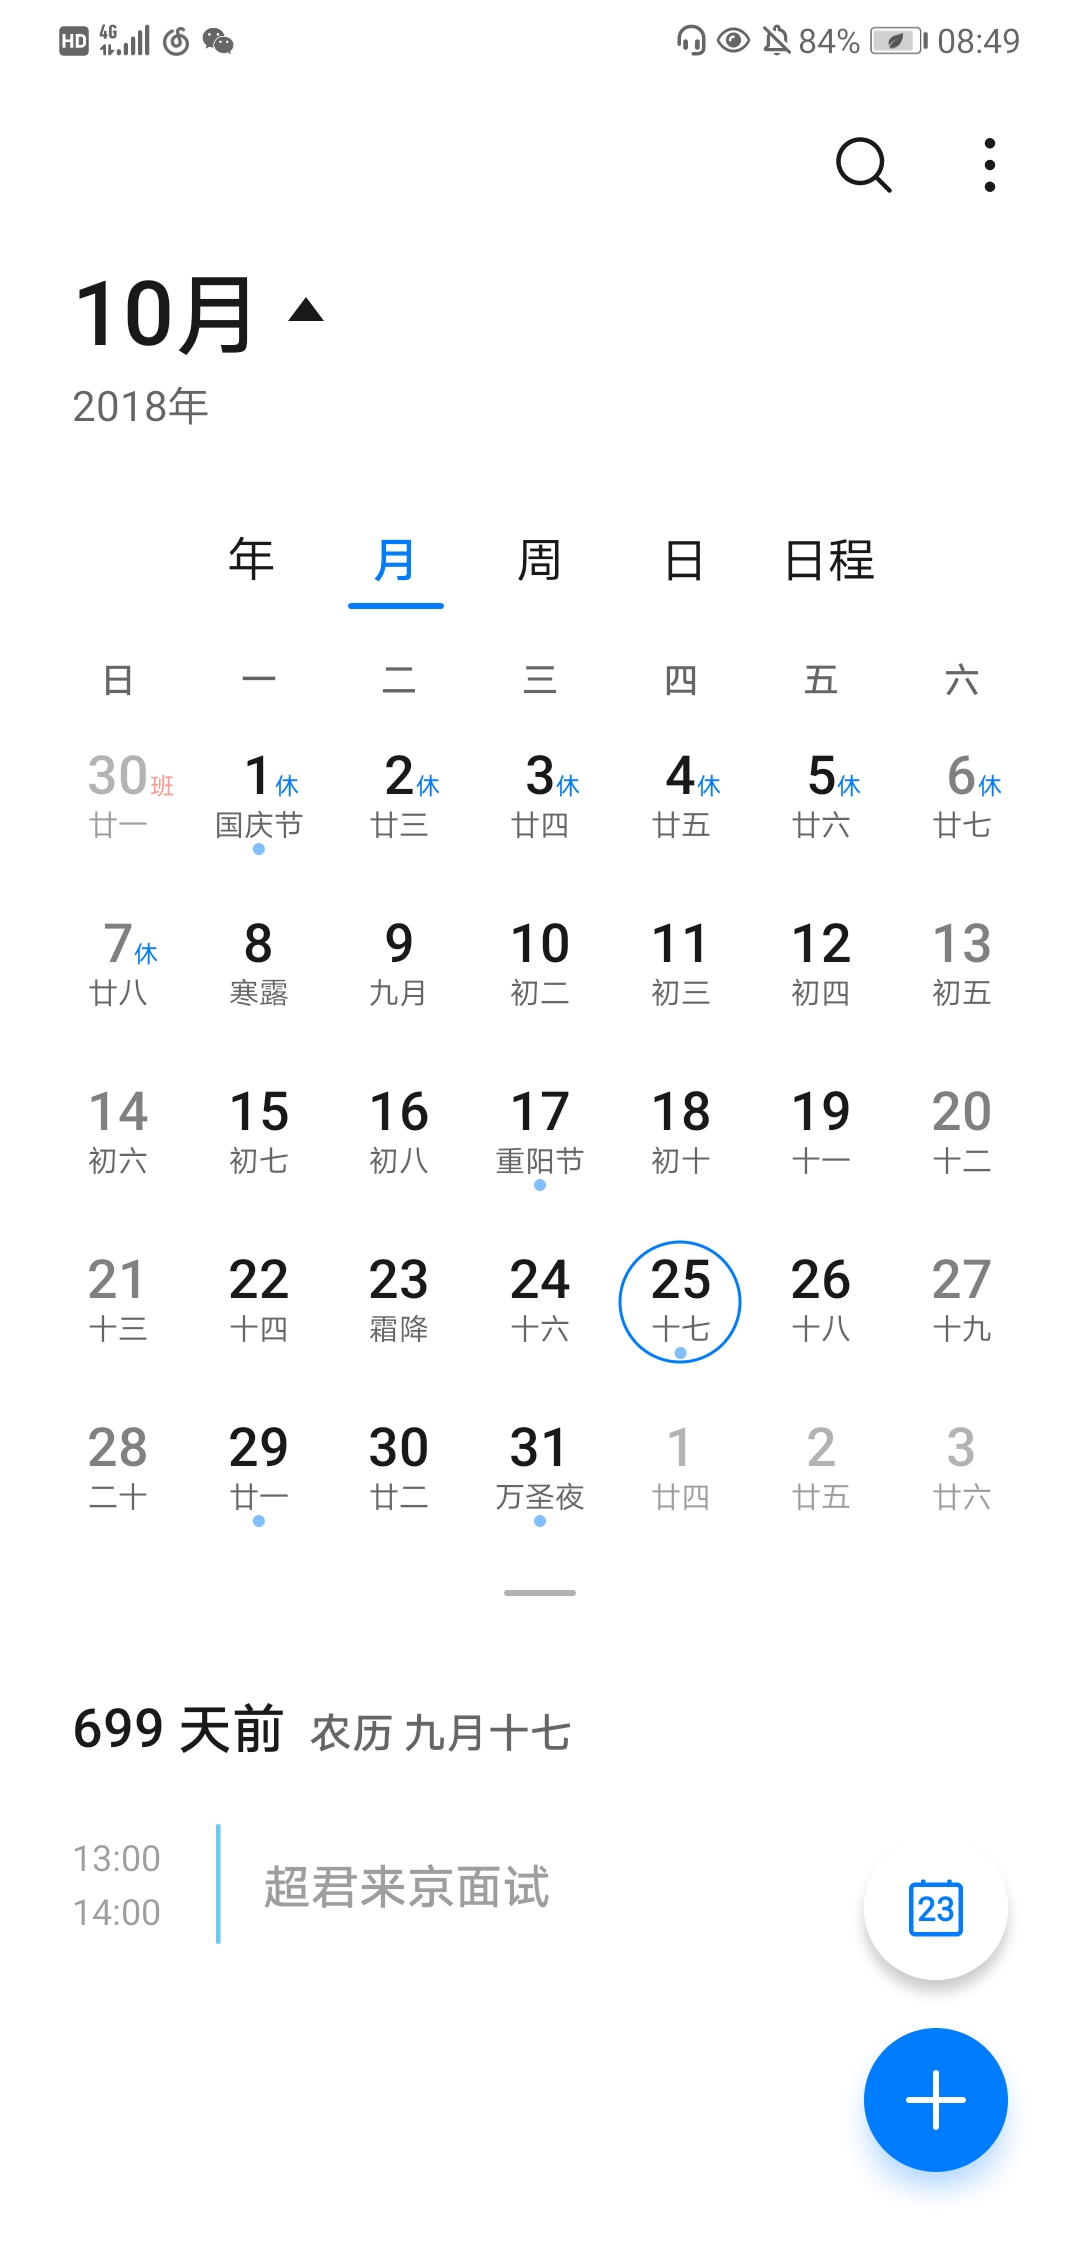 HD 4G 84% 08:49
10月
2018年
年 月 周 日 日程
日 一 二 三 四 五 六
30班 1休 2休 3休 4休 5休 6休
廿一 国庆节 廿三 廿四 廿五 廿六 廿七
7休 8 9 10 11 12 13
廿八 寒露 九月 初二 初三 初四 初五
14 15 16 17 18 19 20
初六 初七 初八 重阳节 初十 十一 十二
21 22 23 24 25 26 27
十三 十四 霜降 十六 十七 十八 十九
28 29 30 31 1 2 3
二十 廿一 廿二 万圣夜 廿四 廿五 廿六
699 天前 农历 九月十七
13:00
超君来京面试
14:00
23